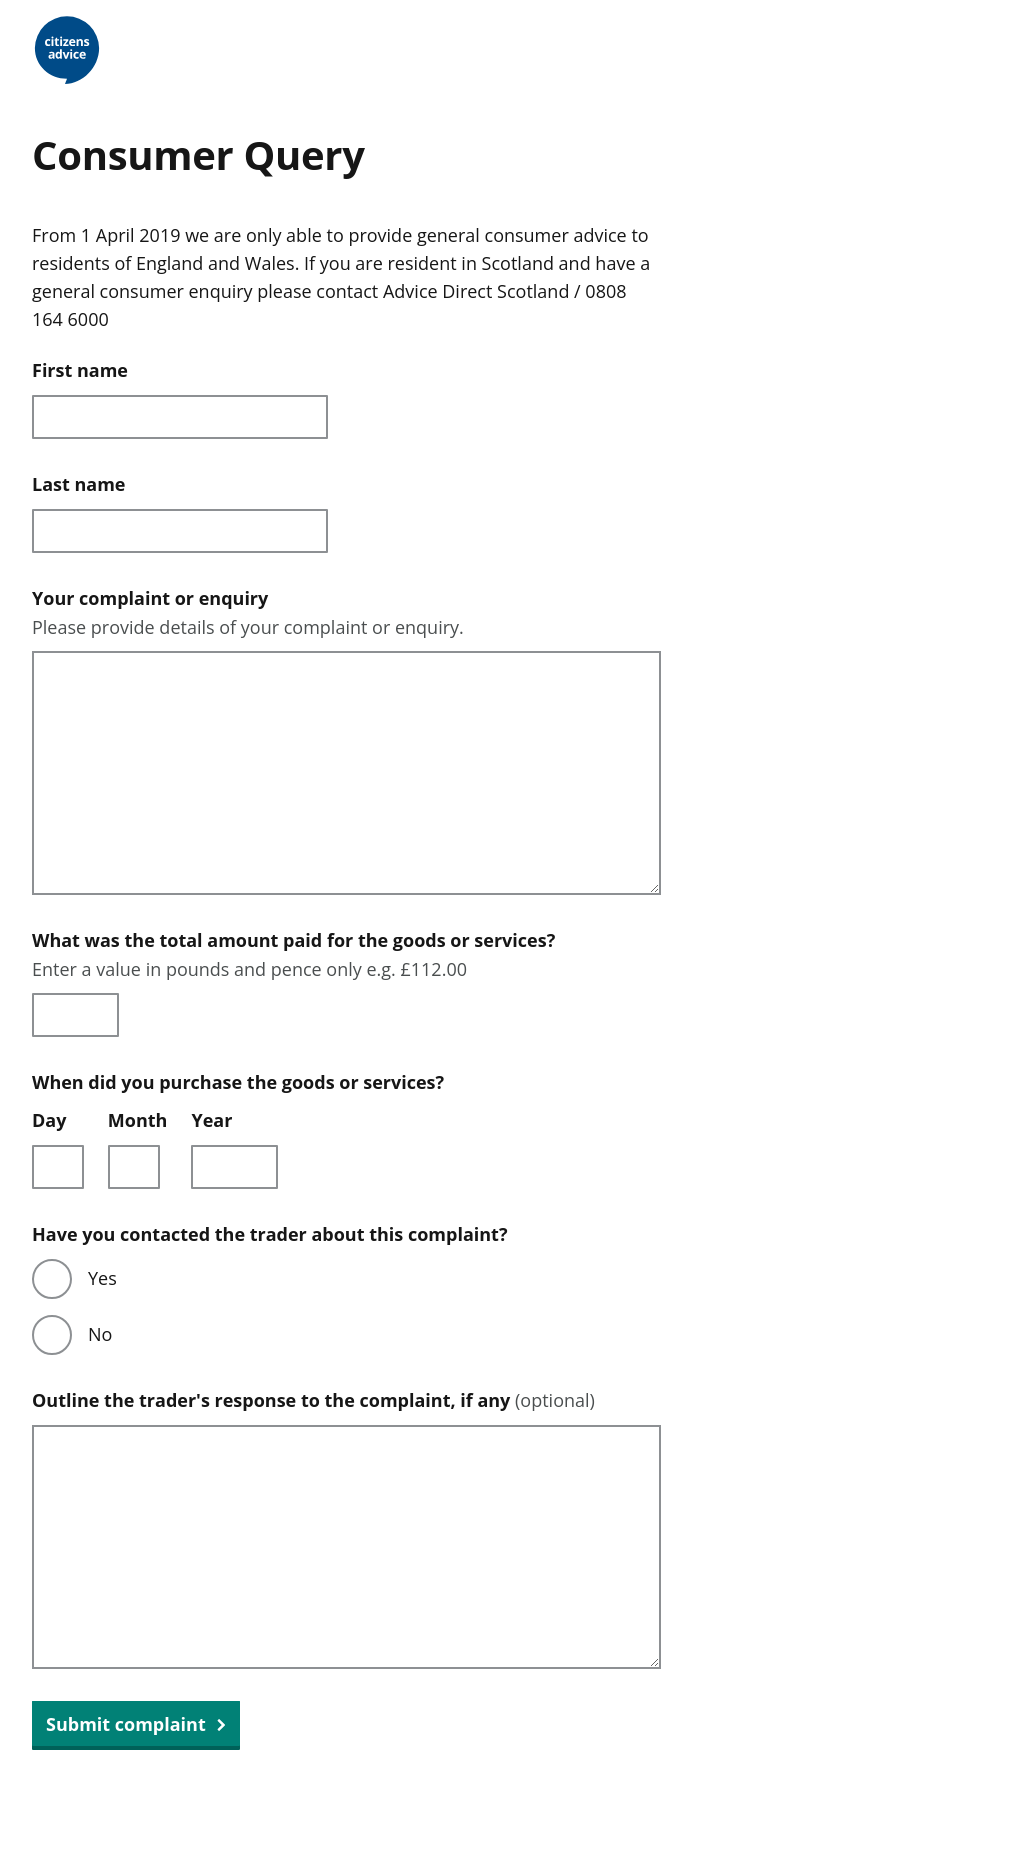 citizens
advice
Consumer Query
From 1 April 2019 we are only able to provide general consumer advice to
residents of England and Wales. If you are resident in Scotland and have a
general consumer enquiry please contact Advice Direct Scotland / 0808
164 6000
First name
Last name
Your complaint or enquiry
Please provide details of your complaint or enquiry.
What was the total amount paid for the goods or services?
Enter a value in pounds and pence only e.g. £112.00
When did you purchase the goods or services?
Day Month Year
Have you contacted the trader about this complaint?
Yes
No
Outline the trader's response to the complaint, if any (optional)
Submit complaint